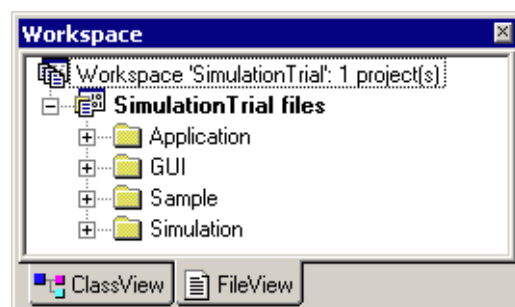 Workspace
Workspace 'SimulationTrial': 1 project(s)
SimulationTrial files
Application
GUI
Sample
Simulation
ClassView FileView